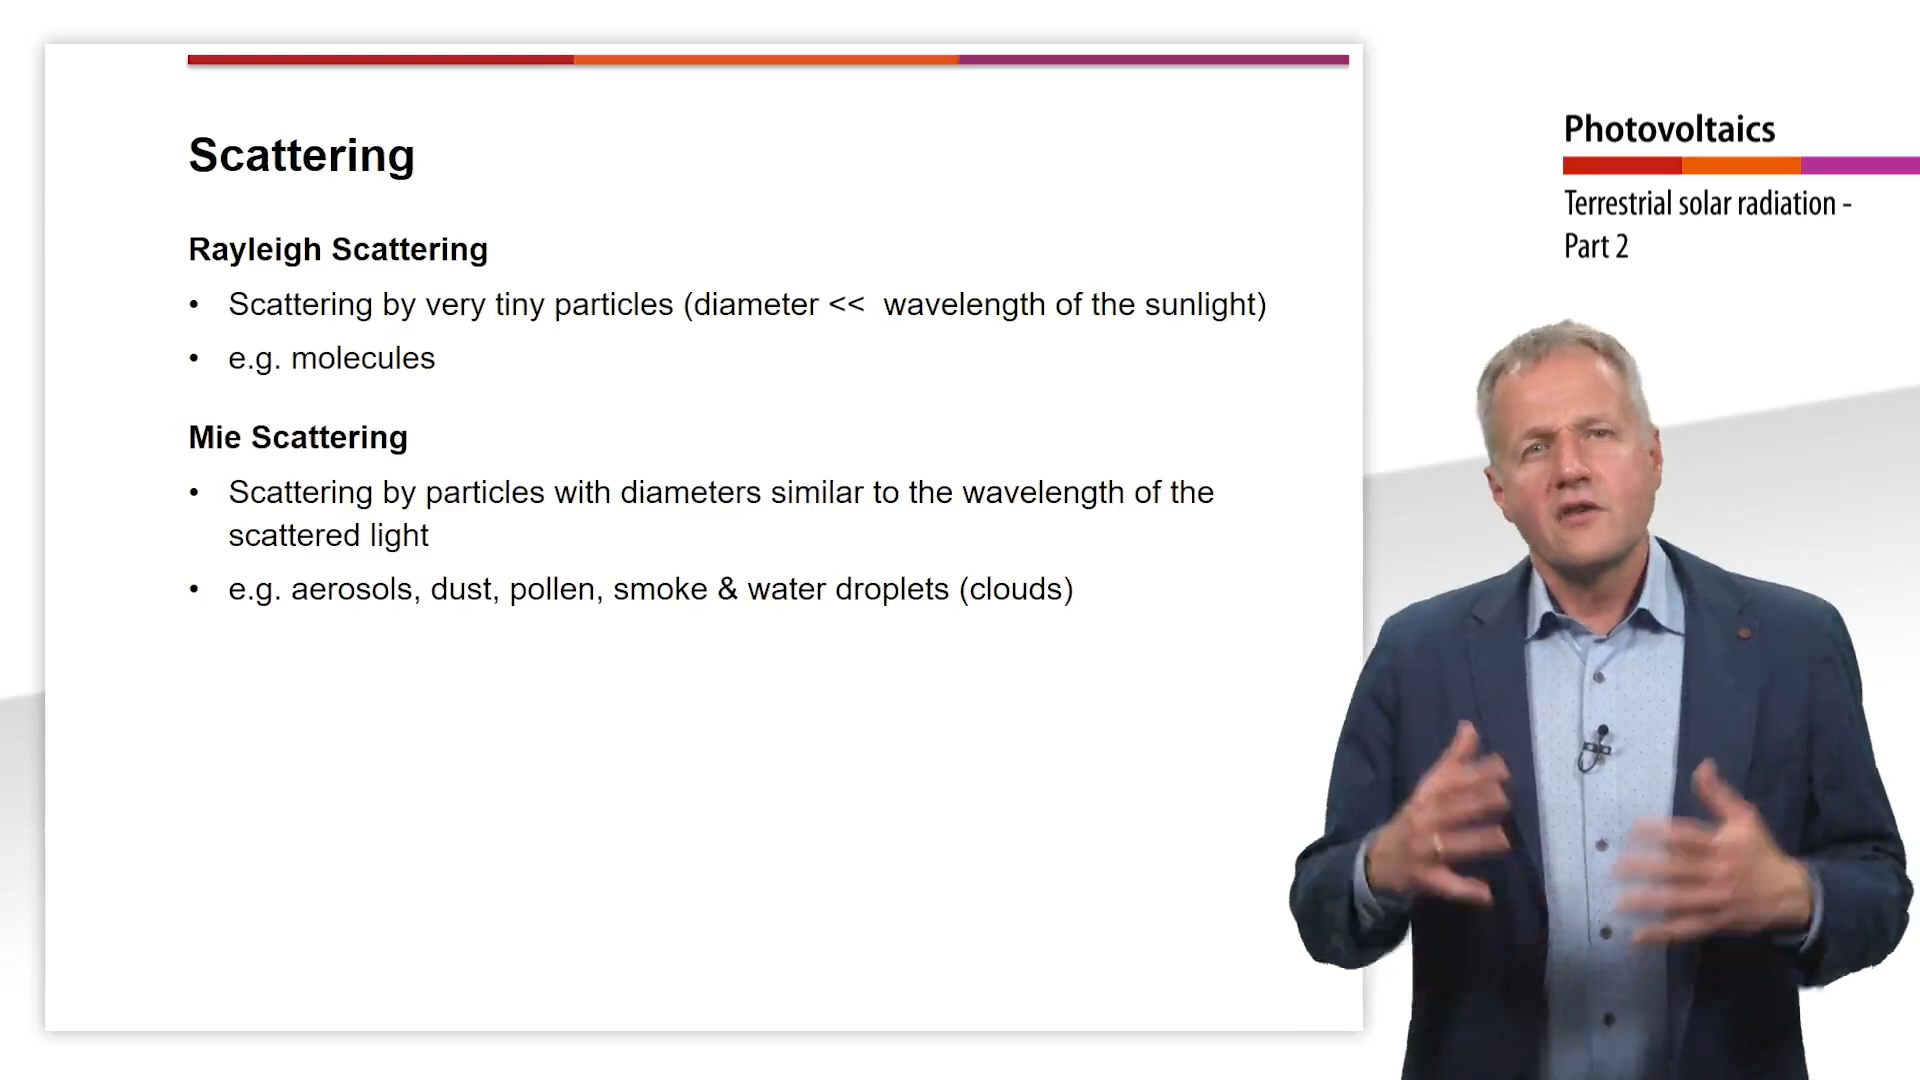 Scattering
Rayleigh Scattering
• Scattering by very tiny particles (diameter << wavelength of the sunlight)
• e.g. molecules
Mie Scattering
• Scattering by particles with diameters similar to the wavelength of the
scattered light
• e.g. aerosols, dust, pollen, smoke & water droplets (clouds)
Photovoltaics
Terrestrial solar radiation -
Part 2